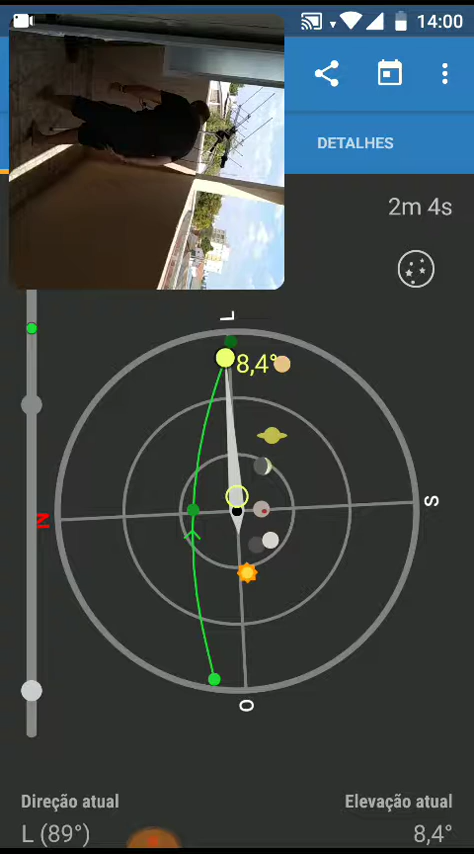 14:00
DETALHES
2m 4s
L
8,4°
N
S
O
Direção atual
Elevação atual
L (89°)
8,4°